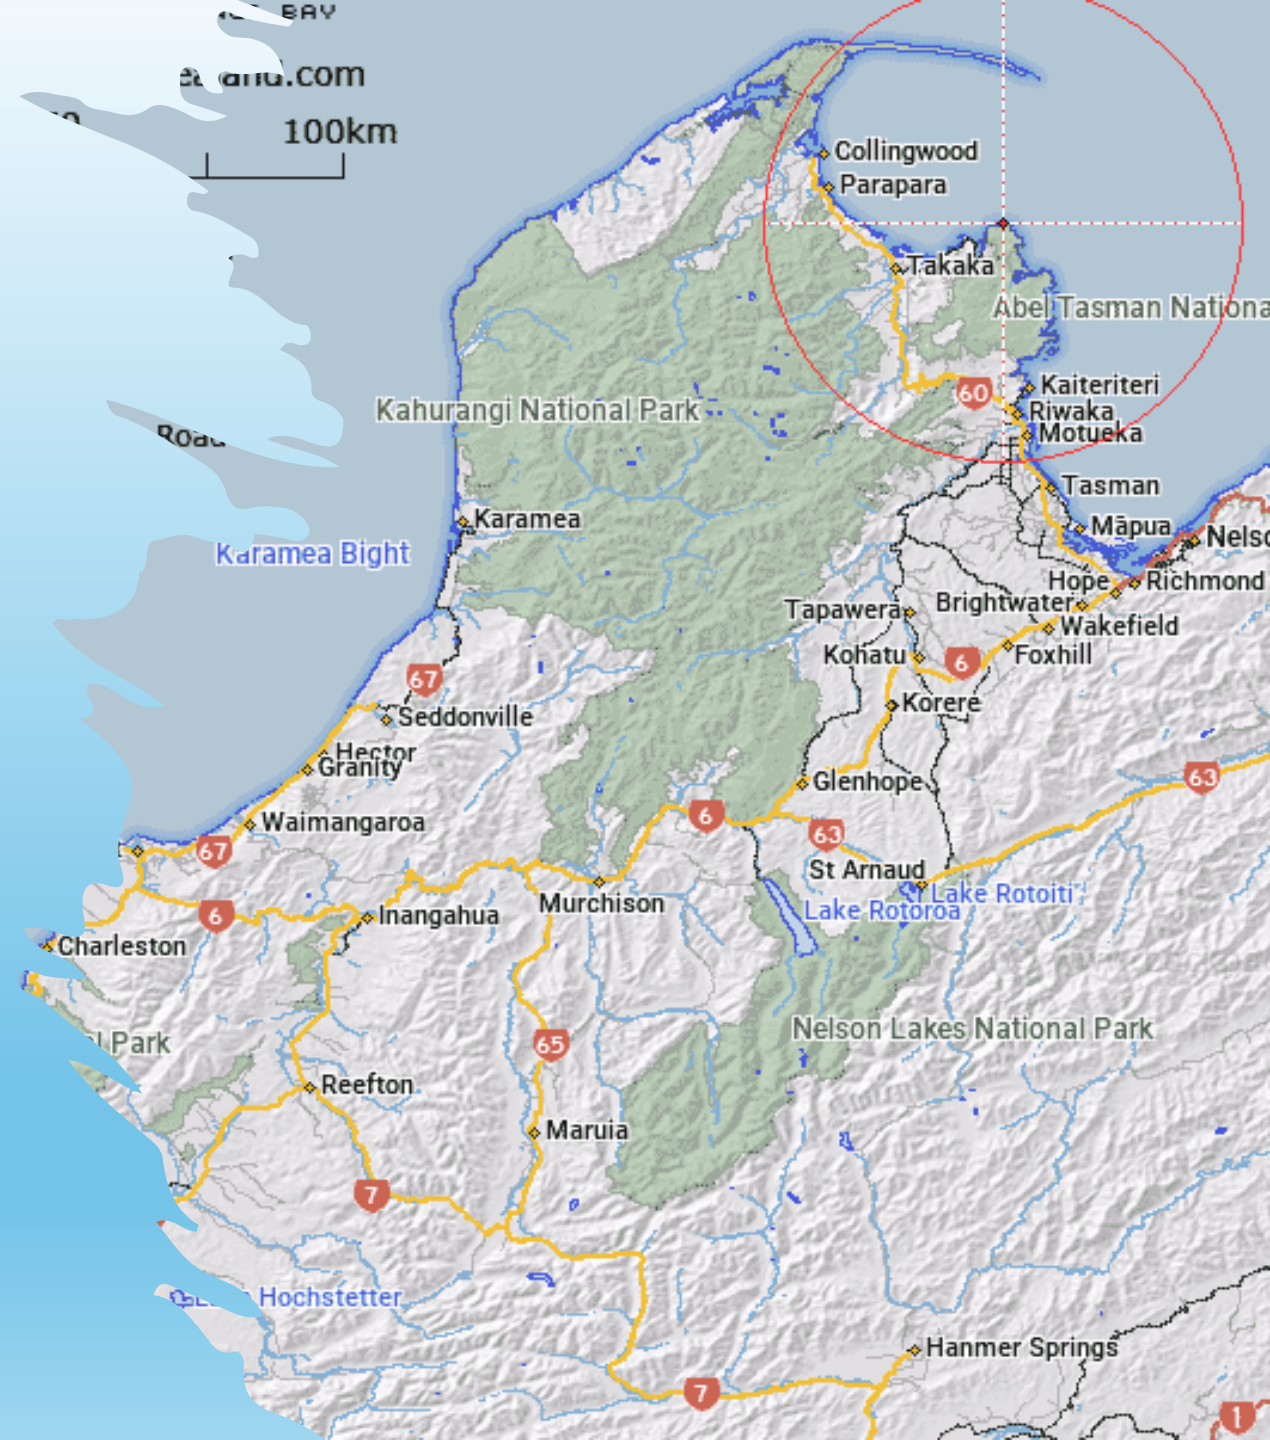 BAY
100km
Collingwood
Parapara
Takaka
Abel Tasman
60
Kaiteriteri
Kahurangi National Park
Riwaka
Motueka
Road
Tasman
Karamea
Māpua
Karamea Bight
Hope
Richmond
Tapawera
Brightwater
Wakefield
Kohatu
6
Foxhill
67
Korere
Seddonville
Hector
Granity
63
Glenhope
6
Waimangaroa
63
67
St Arnaud
Lake Rotoiti
Murchison
Lake Rotoroa
6
Inangahua
Charleston
Nelson Lakes National Park
Park
65
Reefton
Maruia
7
Hochstetter
Hanmer Springs
7
1